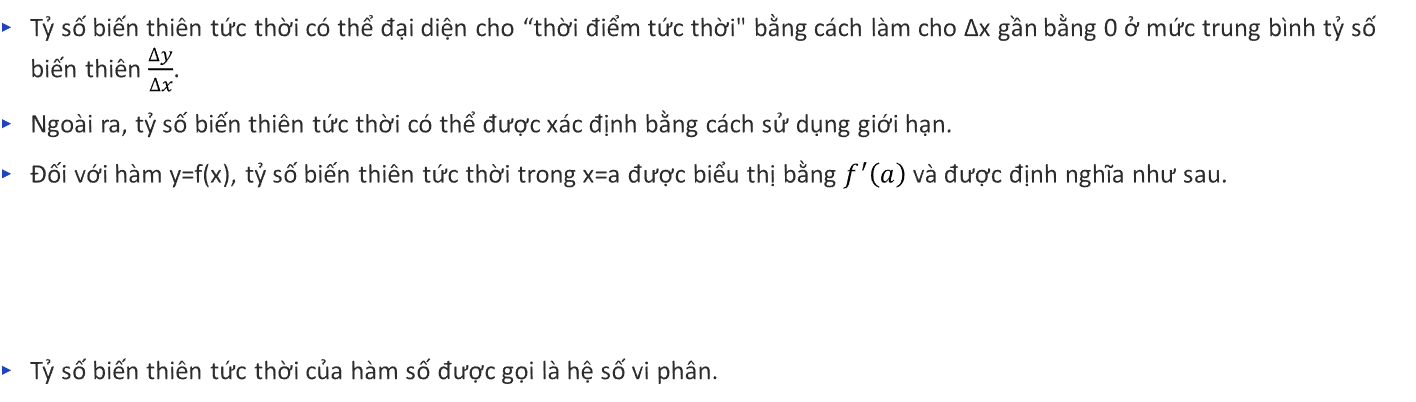 ▸ Tỷ số biến thiên tức thời có thể đại diện cho “thời điểm tức thời" bằng cách làm cho Δx gần bằng 0 ở mức trung bình tỷ số
biến thiên Δy/Δx.
▸ Ngoài ra, tỷ số biến thiên tức thời có thể được xác định bằng cách sử dụng giới hạn.
▸ Đối với hàm y=f(x), tỷ số biến thiên tức thời trong x=a được biểu thị bằng f′(a) và được định nghĩa như sau.
▸ Tỷ số biến thiên tức thời của hàm số được gọi là hệ số vi phân.